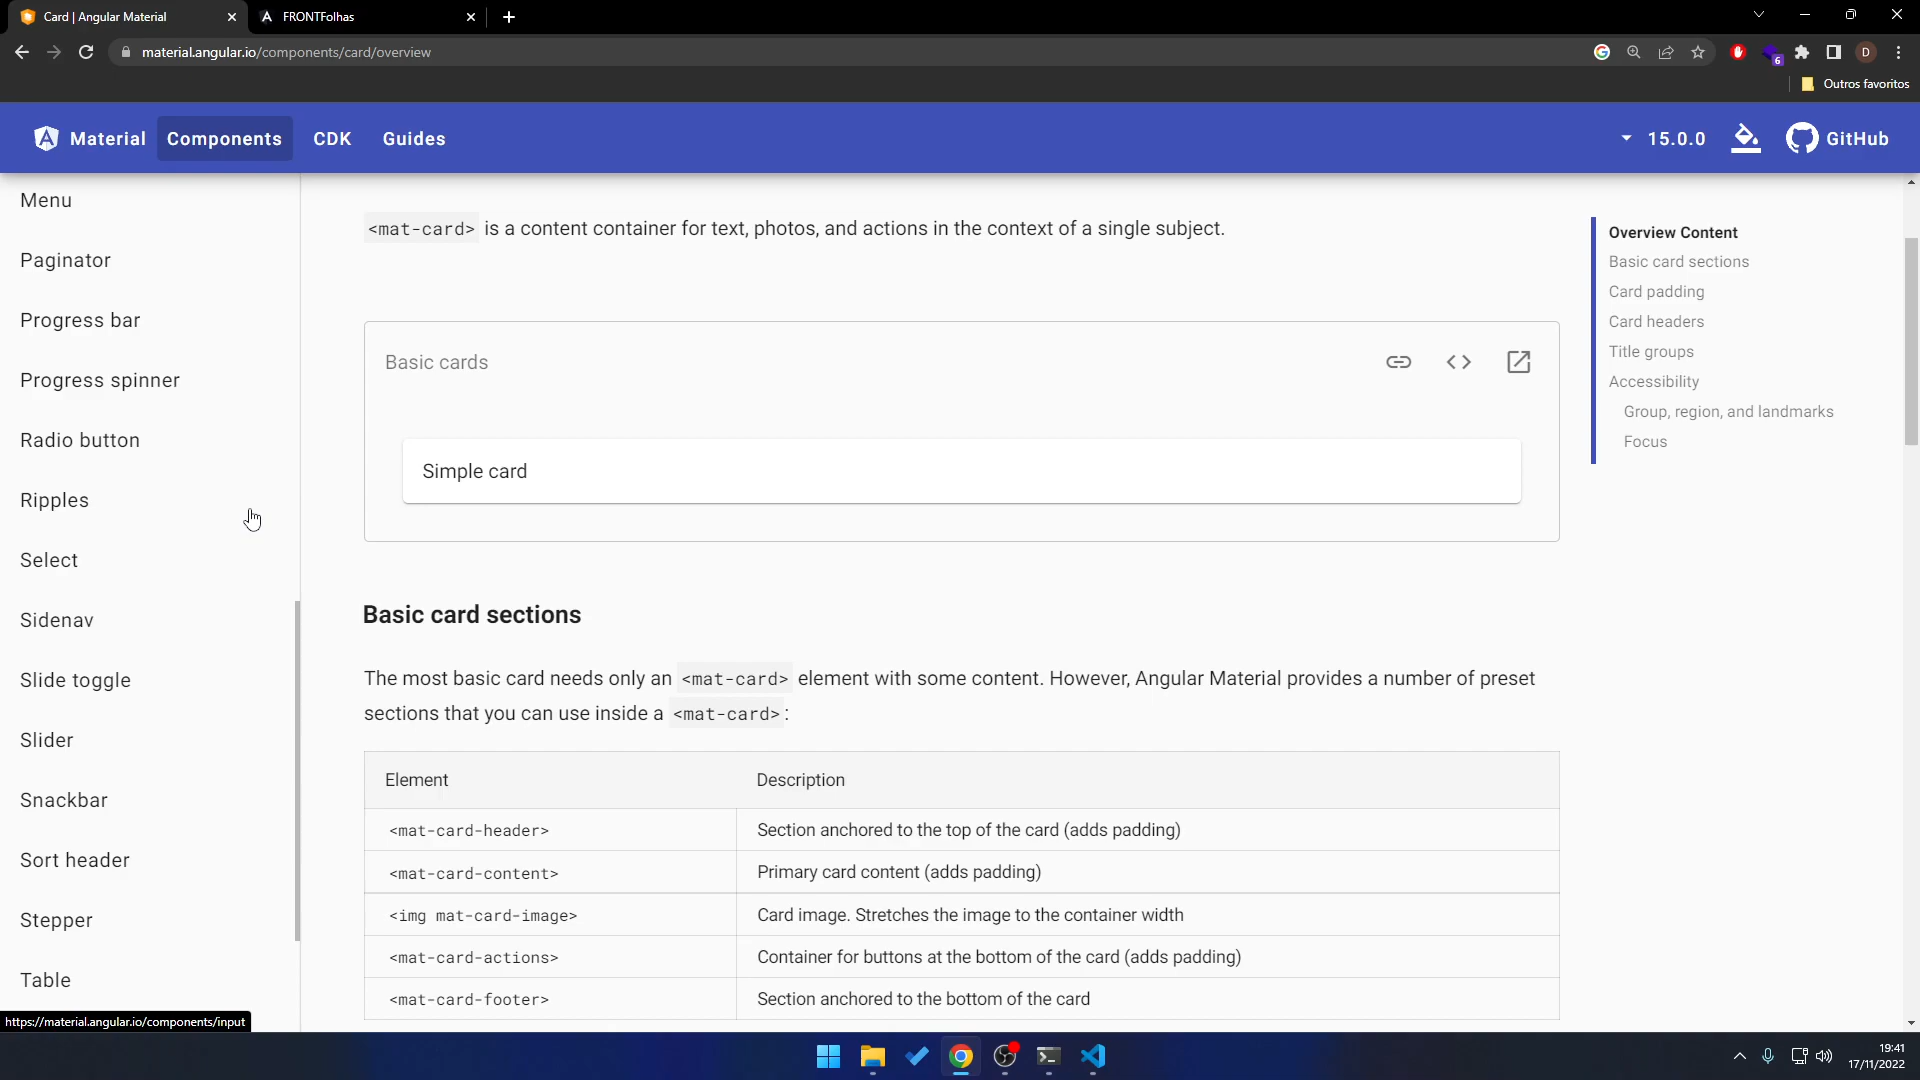 Card | Angular Material
FRONTFolhas
material.angular.io/components/card/overview
6
D
Outros favoritos
Material
Components
CDK
Guides
15.0.0
GitHub
Menu
Paginator
Progress bar
Progress spinner
Radio button
Ripples
Select
Sidenav
Slide toggle
Slider
Snackbar
Sort header
Stepper
Table
https://material.angular.io/components/input
<mat-card> is a content container for text, photos, and actions in the context of a single subject.
Basic cards
Simple card
Basic card sections
The most basic card needs only an <mat-card> element with some content. However, Angular Material provides a number of preset
sections that you can use inside a <mat-card> :
Element Description
<mat-card-header> Section anchored to the top of the card (adds padding)
<mat-card-content> Primary card content (adds padding)
<img mat-card-image> Card image. Stretches the image to the container width
<mat-card-actions> Container for buttons at the bottom of the card (adds padding)
<mat-card-footer> Section anchored to the bottom of the card
Overview Content
Basic card sections
Card padding
Card headers
Title groups
Accessibility
Group, region, and landmarks
Focus
19:41
17/11/2022